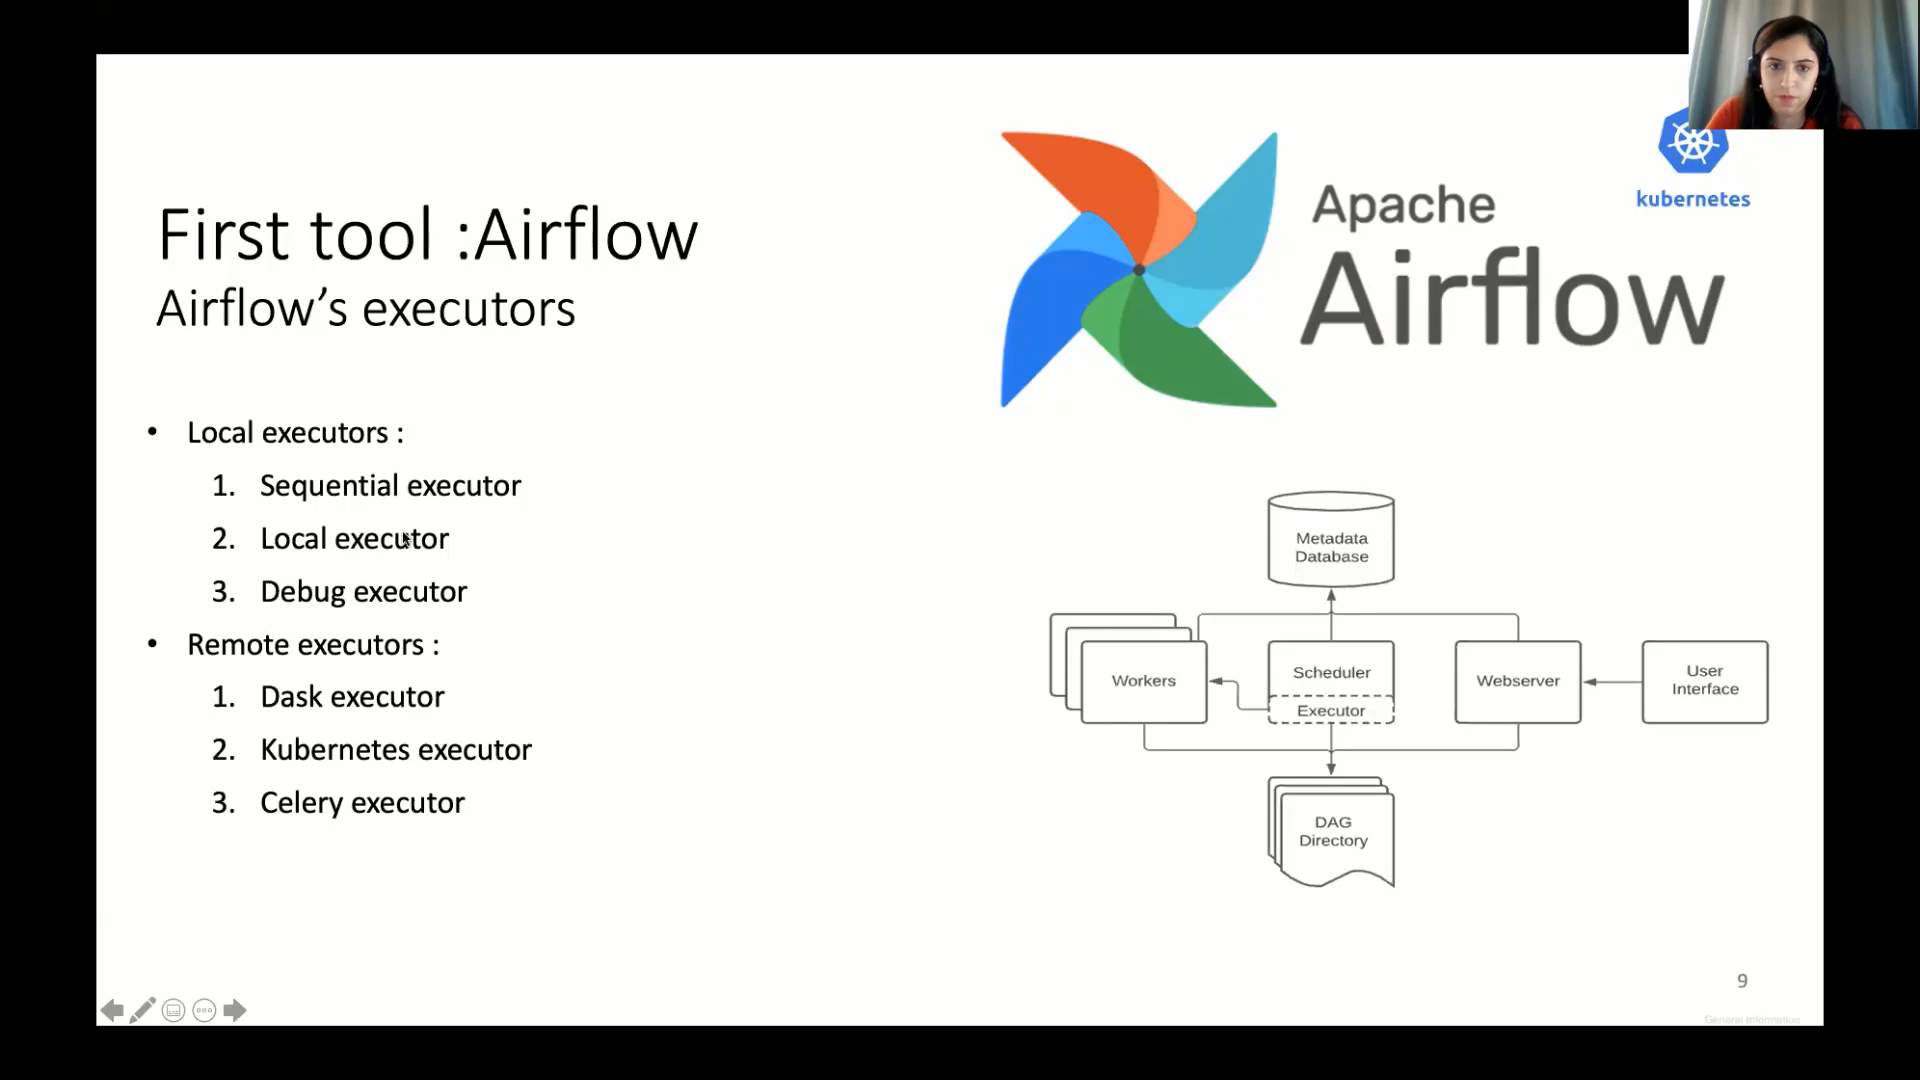 First tool :Airflow
Airflow’s executors
Apache
Airflow
kubernetes
• Local executors :
1. Sequential executor
2. Local executor
3. Debug executor
• Remote executors :
1. Dask executor
2. Kubernetes executor
3. Celery executor
Metadata
Database
Workers
Scheduler
Executor
Webserver
User
Interface
DAG
Directory
9
General Information